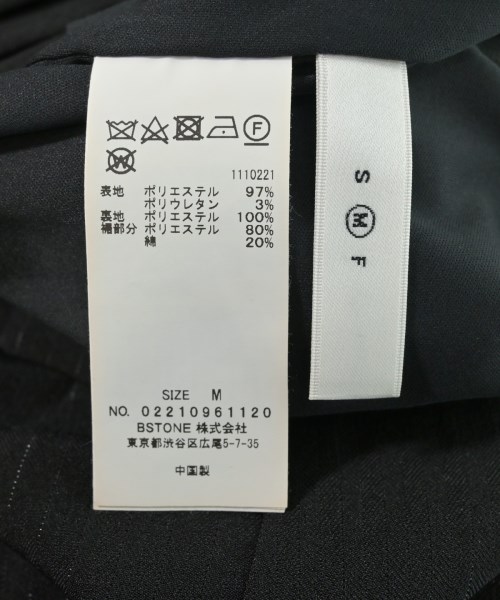 F
W
1110221
表地 ポリエステル 97%
ポリウレタン 3%
裏地 ポリエステル 100%
裾部分 ポリエステル 80%
綿 20%
SIZE M
NO. 02210961120
BSTONE 株式会社
東京都渋谷区広尾5-7-35
中国製
S M F